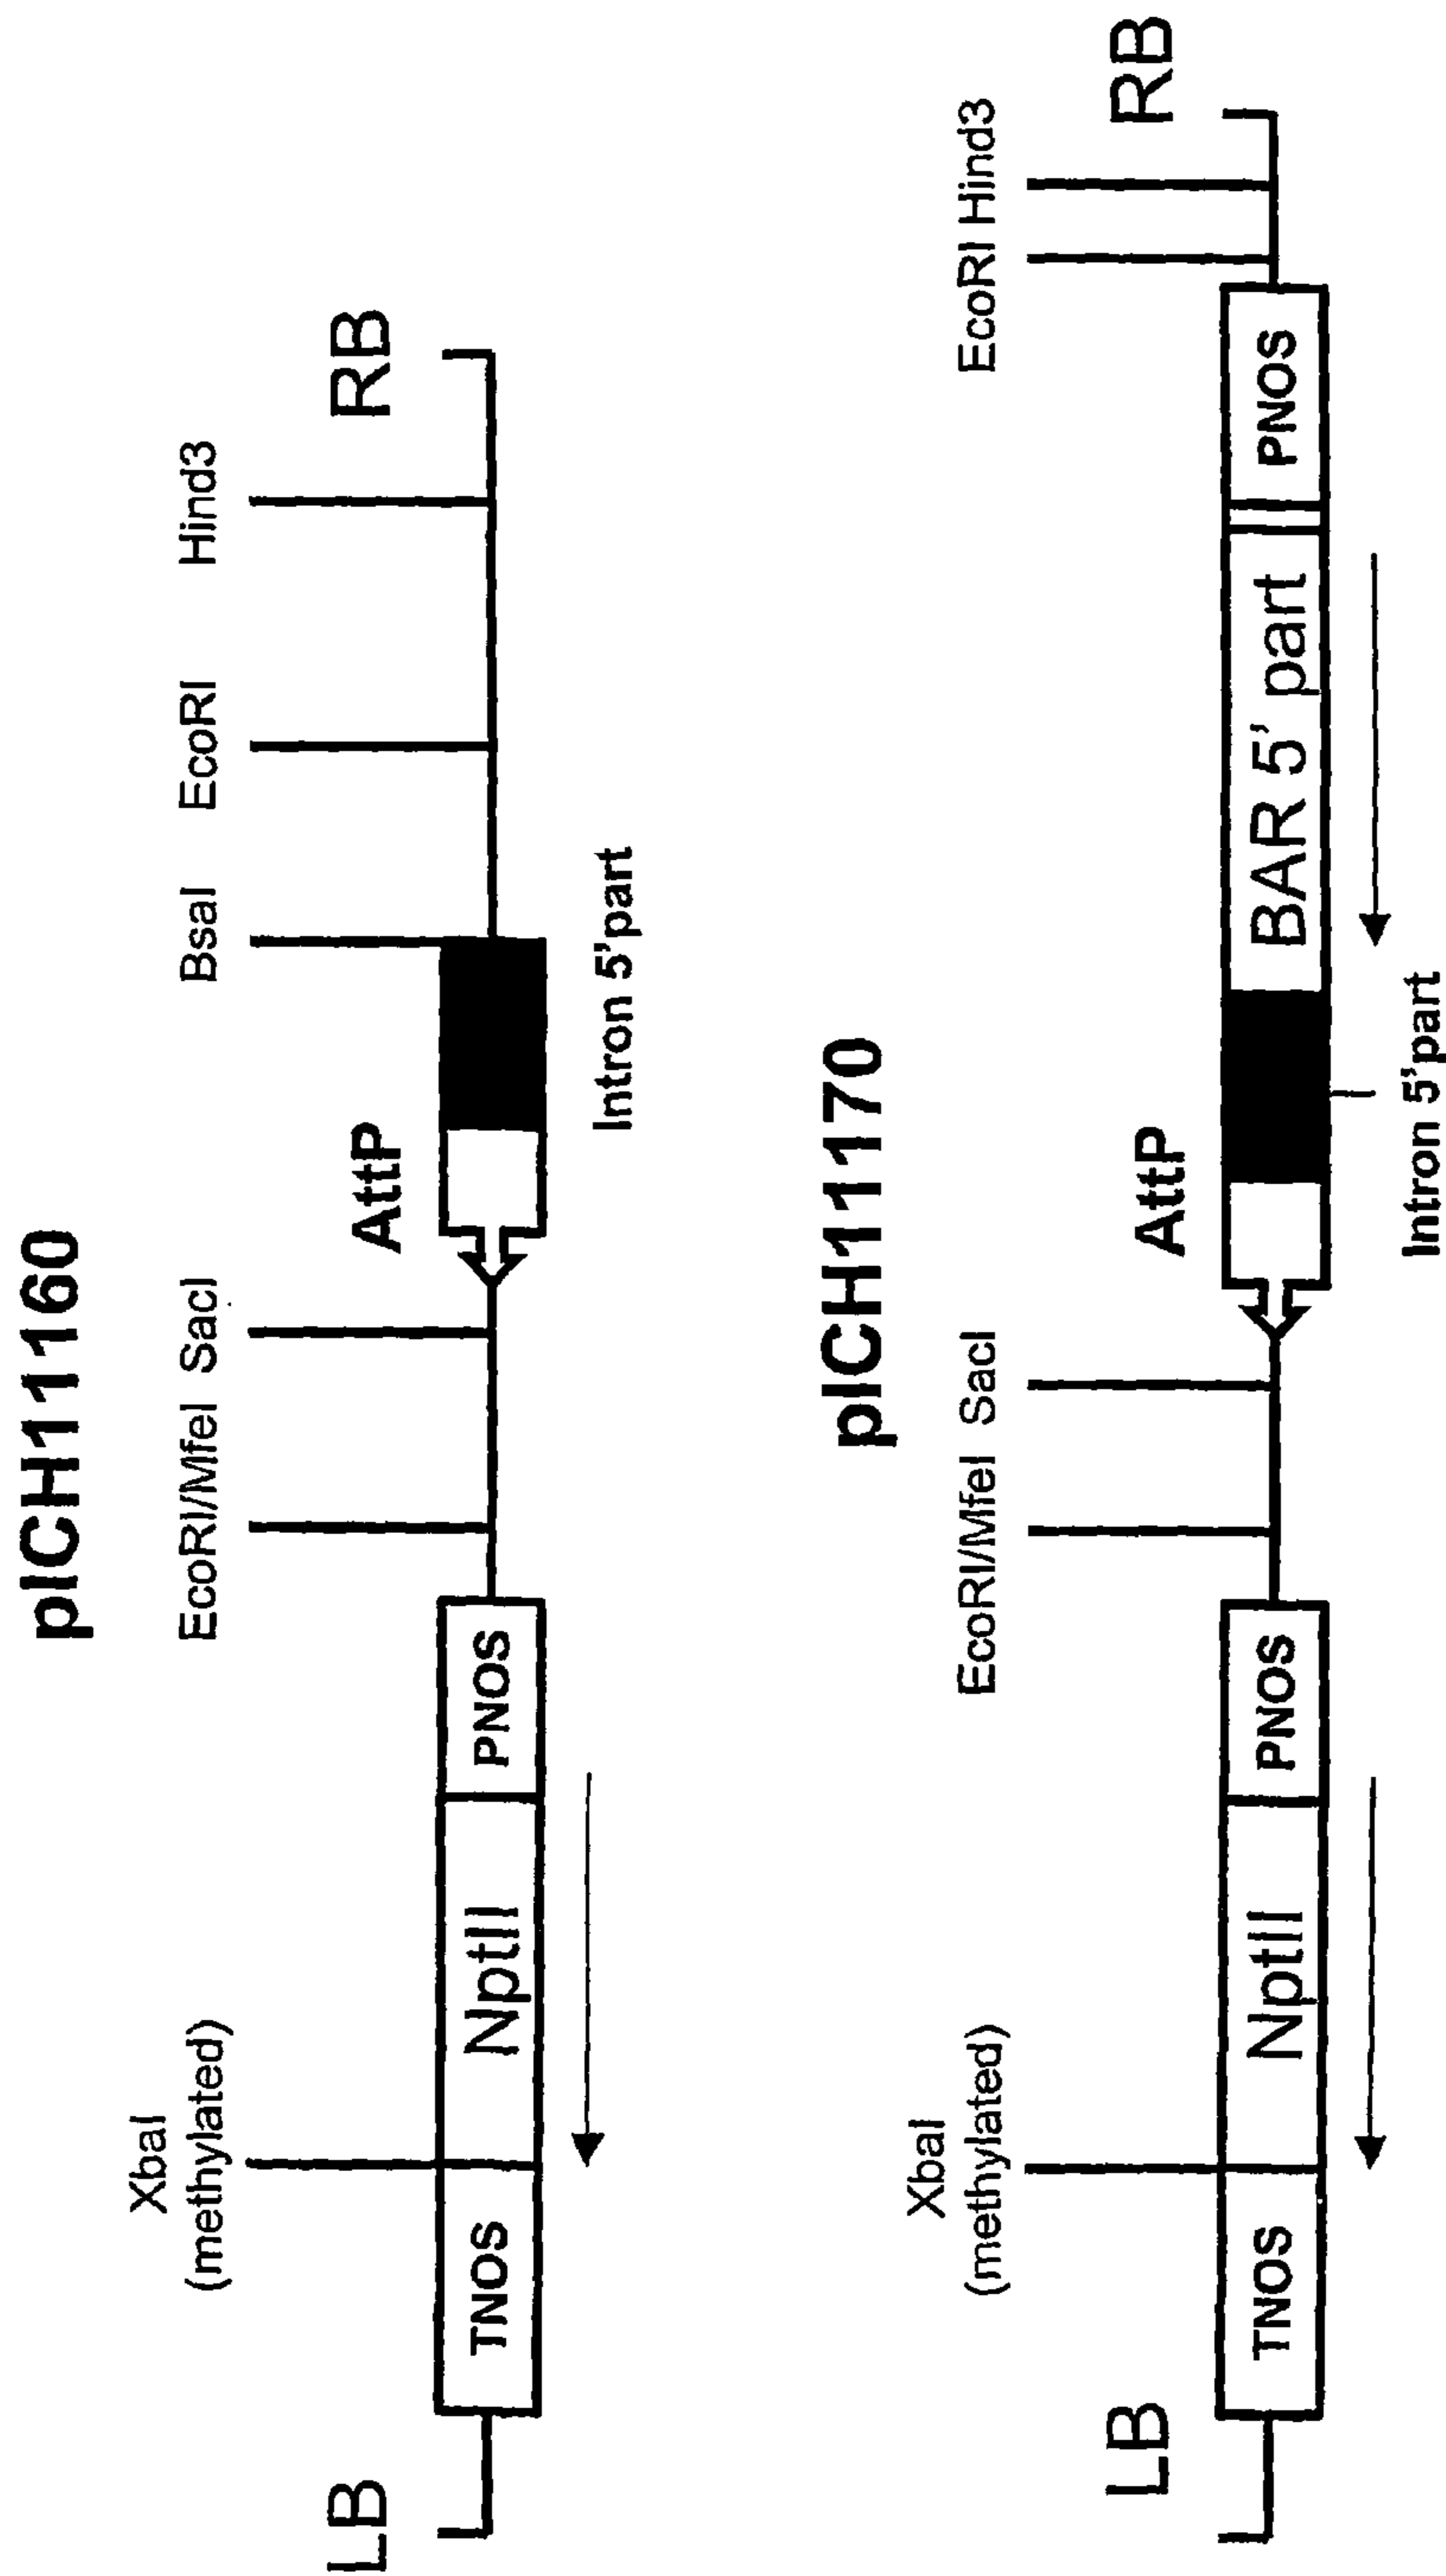 pICH11160
XbaI
(methylated)
EcoRI/MfeI SacI
BsaI
EcoRI
Hind3
LB
AttP
RB
TNOS
NptII
PNOS
Intron 5'part
pICH11170
XbaI
(methylated)
EcoRI/MfeI SacI
EcoRI Hind3
LB
AttP
RB
TNOS
NptII
PNOS
BAR 5' part
PNOS
Intron 5'part